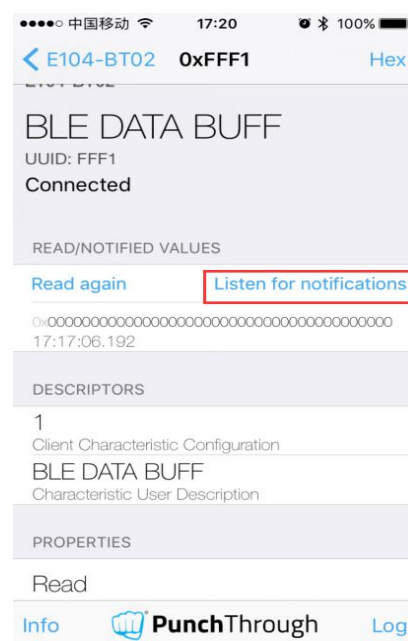 中国移动 17:20 100%
E104-BT02 0xFFF1 Hex
E104-BT02
BLE DATA BUFF
UUID: FFF1
Connected
READ/NOTIFIED VALUES
Read again Listen for notifications
17:17:06.192
DESCRIPTORS
1
Client Characteristic Configuration
BLE DATA BUFF
Characteristic User Description
PROPERTIES
Read
Info PunchThrough Log